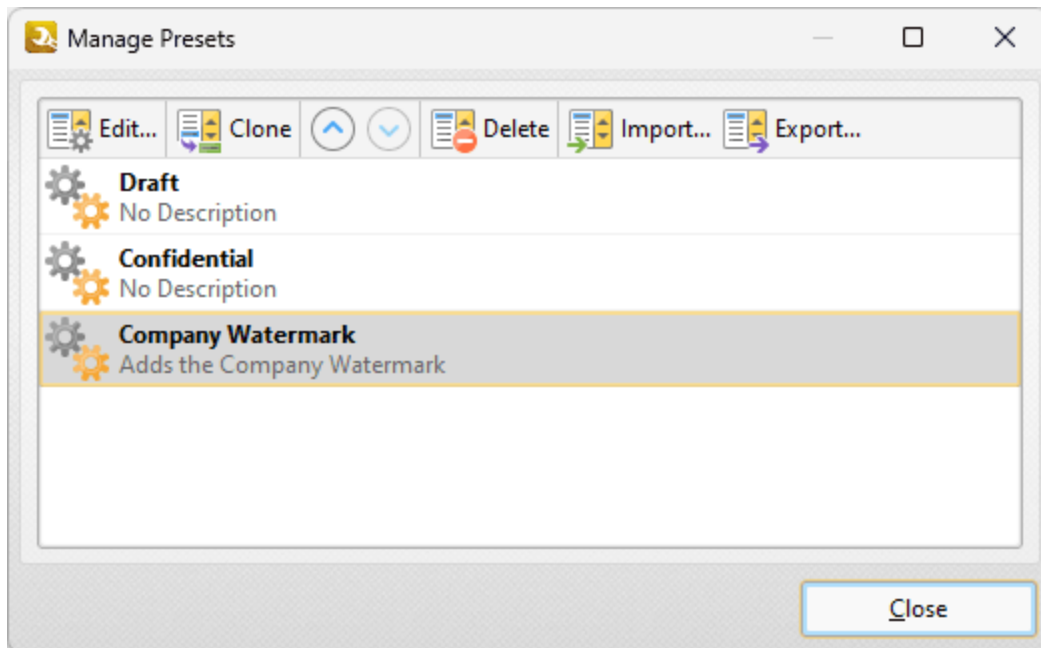 Manage Presets
Edit... Clone Delete Import... Export...
Draft
No Description
Confidential
No Description
Company Watermark
Adds the Company Watermark
Close